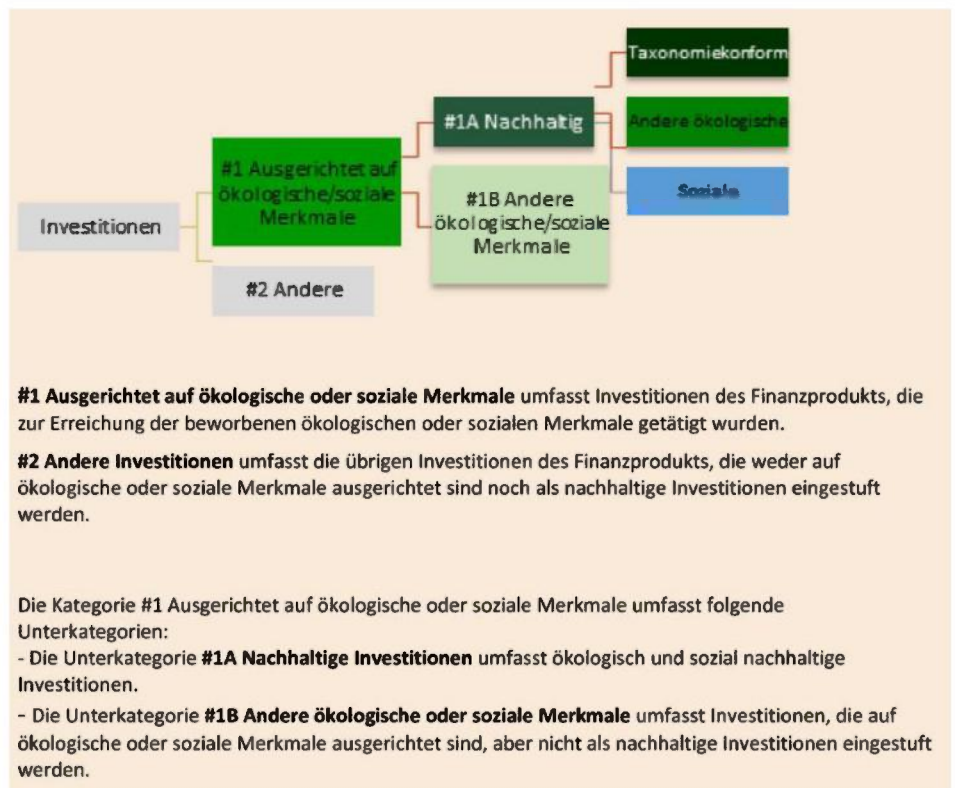 Taxonomiekonform
#1A Nachhaltig
Andere ökologische
#1 Ausgerichtet auf
ökologische/soziale
Merkmale
Soziale
#1B Andere
ökologische/soziale
Merkmale
Investitionen
#2 Andere
#1 Ausgerichtet auf ökologische oder soziale Merkmale umfasst Investitionen des Finanzprodukts, die
zur Erreichung der beworbenen ökologischen oder sozialen Merkmale getätigt wurden.
#2 Andere Investitionen umfasst die übrigen Investitionen des Finanzprodukts, die weder auf
ökologische oder soziale Merkmale ausgerichtet sind noch als nachhaltige Investitionen eingestuft
werden.
Die Kategorie #1 Ausgerichtet auf ökologische oder soziale Merkmale umfasst folgende
Unterkategorien:
- Die Unterkategorie #1A Nachhaltige Investitionen umfasst ökologisch und sozial nachhaltige
Investitionen.
- Die Unterkategorie #1B Andere ökologische oder soziale Merkmale umfasst Investitionen, die auf
ökologische oder soziale Merkmale ausgerichtet sind, aber nicht als nachhaltige Investitionen eingestuft
werden.